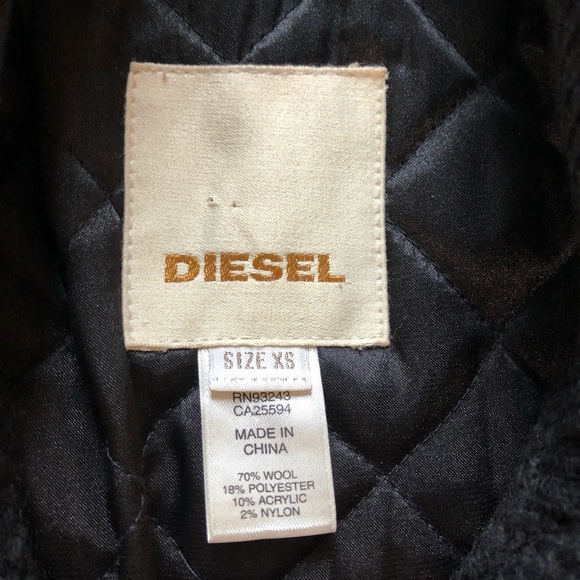 DIESEL
SIZE XS
RN93243
CA25594
MADE IN
CHINA
70% WOOL
18% POLYESTER
10% ACRYLIC
2% NYLON